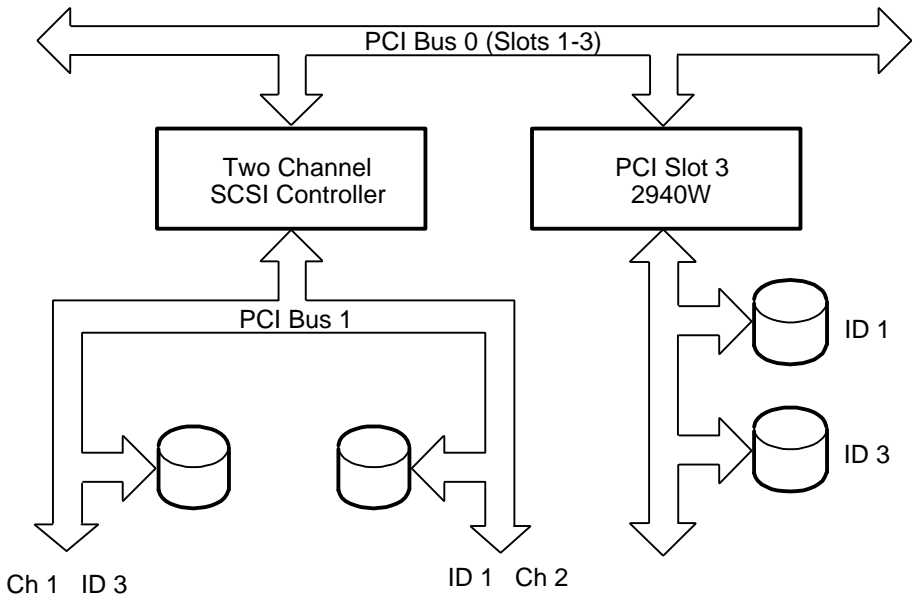 PCI Bus 0 (Slots 1-3)
Two Channel
SCSI Controller
PCI Slot 3
2940W
PCI Bus 1
ID 1
ID 3
Ch 1 ID 3
ID 1 Ch 2